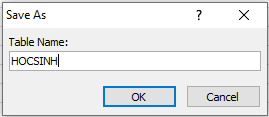 Save As ? ×
Table Name:
HOCSINH
OK Cancel